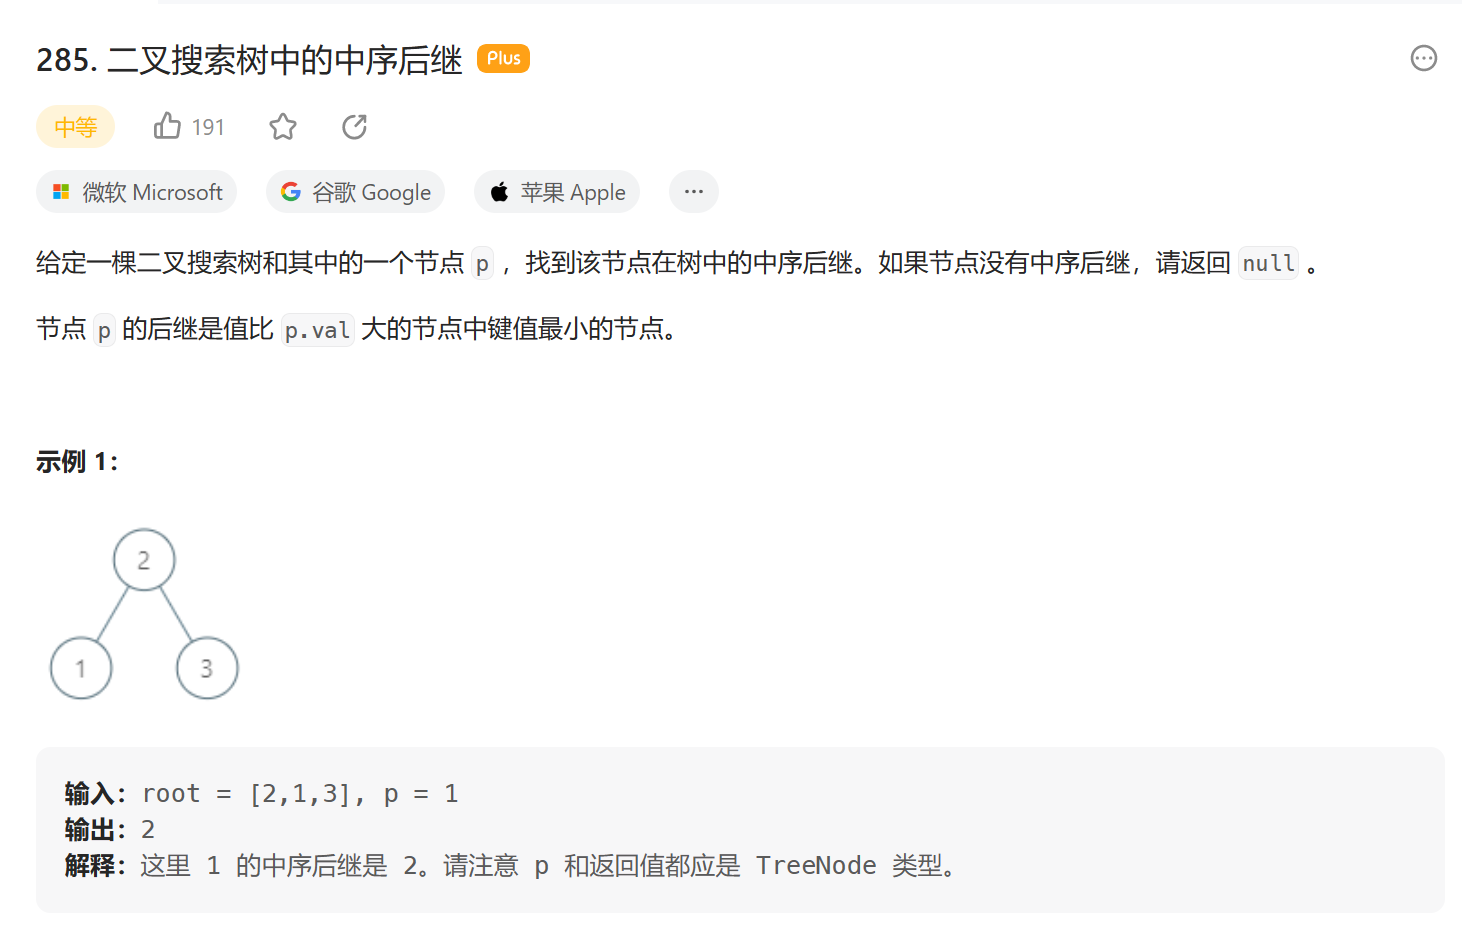 285. 二叉搜索树中的中序后继 Plus
中等 191
微软 Microsoft 谷歌 Google 苹果 Apple ...
给定一棵二叉搜索树和其中的一个节点 p ，找到该节点在树中的中序后继。如果节点没有中序后继，请返回 null 。
节点 p 的后继是值比 p.val 大的节点中键值最小的节点。
示例 1：
2
1 3
输入：root = [2,1,3], p = 1
输出：2
解释：这里 1 的中序后继是 2。请注意 p 和返回值都应是 TreeNode 类型。